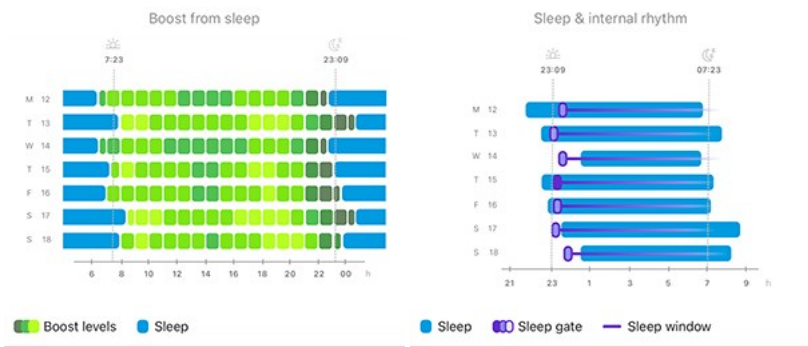 Boost from sleep
7:23
23:09
M 12
T 13
W 14
T 15
F 16
S 17
S 18
6 8 10 12 14 16 18 20 22 00 h
Boost levels
Sleep
Sleep & internal rhythm
23:09
07:23
M 12
T 13
W 14
T 15
F 16
S 17
S 18
21 23 1 3 5 7 9 h
Sleep
Sleep gate
Sleep window